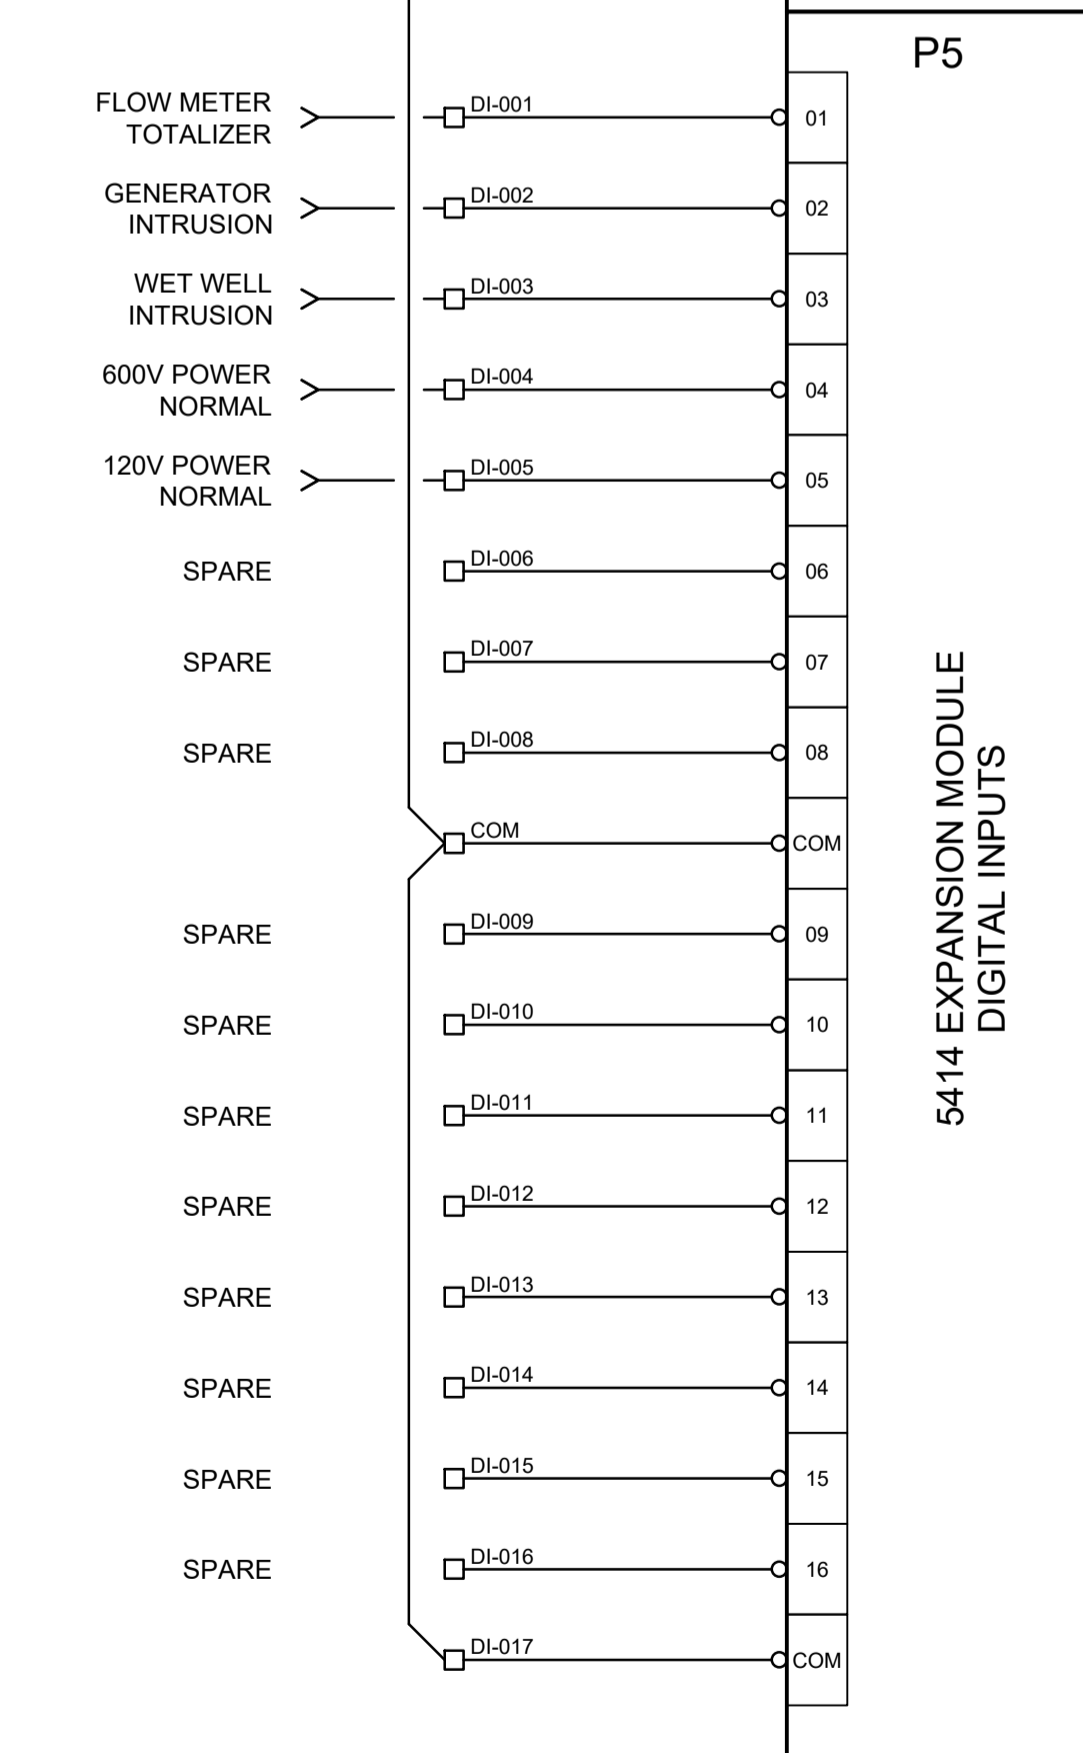 P5
FLOW METER
TOTALIZER
DI-001
01
GENERATOR
INTRUSION
DI-002
02
WET WELL
INTRUSION
DI-003
03
600V POWER
NORMAL
DI-004
04
120V POWER
NORMAL
DI-005
05
SPARE
DI-006
06
SPARE
DI-007
07
SPARE
DI-008
08
COM
COM
SPARE
DI-009
09
SPARE
DI-010
10
SPARE
DI-011
11
SPARE
DI-012
12
SPARE
DI-013
13
SPARE
DI-014
14
SPARE
DI-015
15
SPARE
DI-016
16
DI-017
COM
5414 EXPANSION MODULE
DIGITAL INPUTS